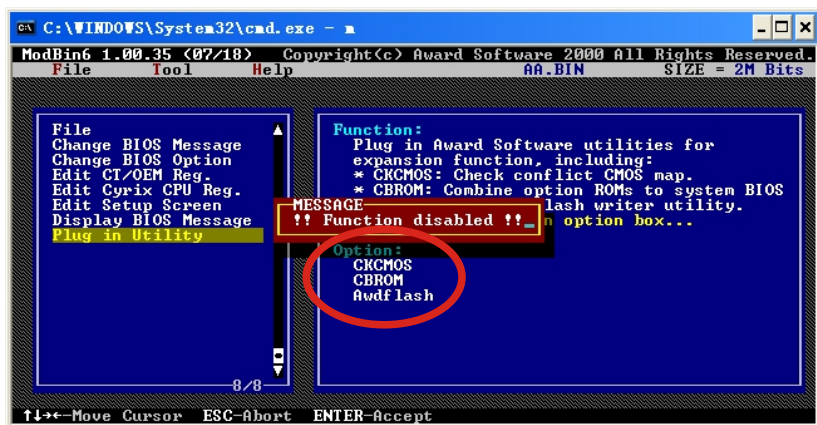 C:\WINDOWS\System32\cmd.exe - m
ModBin6 1.00.35 (07/18) Copyright(c) Award Software 2000 All Rights Reserved.
File Tool Help AA.BIN SIZE = 2M Bits
File
Change BIOS Message
Change BIOS Option
Edit CT/OEM Reg.
Edit Cyrix CPU Reg.
Edit Setup Screen
Display BIOS Message
Plug in Utility
8/8
Function:
Plug in Award Software utilities for
expansion function, including:
* CKCMOS: Check conflict CMOS map.
* CBROM: Combine option ROMs to system BIOS
lash writer utility.
option box...
MESSAGE
!! Function disabled !!_
Option:
CKCMOS
CBROM
Awdflash
↑↓→←-Move Cursor ESC-Abort ENTER-Accept